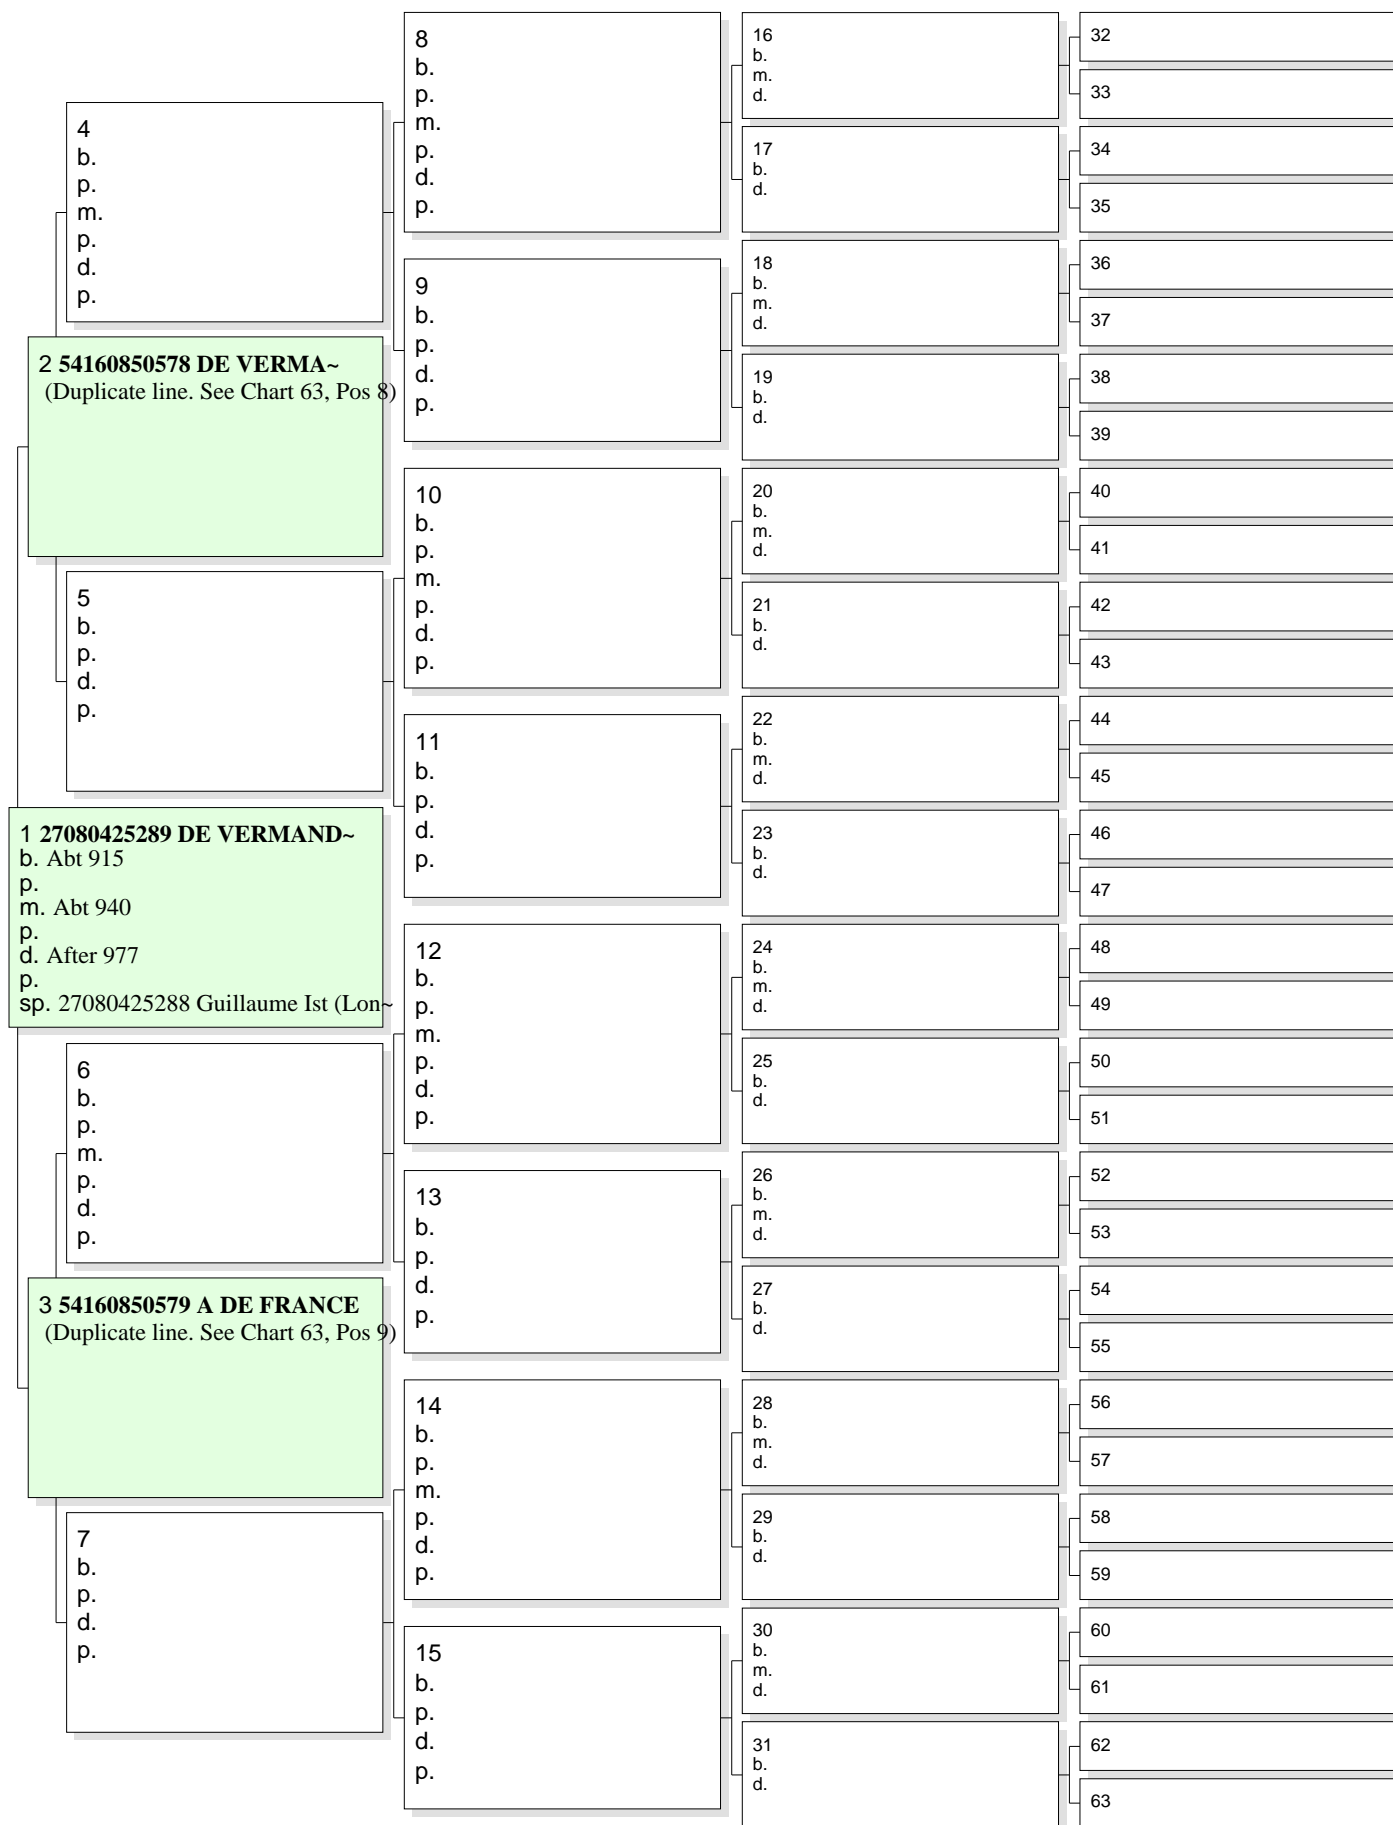 4
b.
p.
m.
p.
d.
p.
2 54160850578 DE VERMA~
(Duplicate line. See Chart 63, Pos 8)
5
b.
p.
d.
p.
1 27080425289 DE VERMAND~
b. Abt 915
p.
m. Abt 940
p.
d. After 977
p.
sp. 27080425288 Guillaume Ist (Lon~
6
b.
p.
m.
p.
d.
p.
3 54160850579 A DE FRANCE
(Duplicate line. See Chart 63, Pos 9)
7
b.
p.
d.
p.
8
b.
p.
m.
p.
d.
p.
9
b.
p.
d.
p.
10
b.
p.
m.
p.
d.
p.
11
b.
p.
d.
p.
12
b.
p.
m.
p.
d.
p.
13
b.
p.
d.
p.
14
b.
p.
m.
p.
d.
p.
15
b.
p.
d.
p.
16
b.
m.
d.
17
b.
d.
18
b.
m.
d.
19
b.
d.
20
b.
m.
d.
21
b.
d.
22
b.
m.
d.
23
b.
d.
24
b.
m.
d.
25
b.
d.
26
b.
m.
d.
27
b.
d.
28
b.
m.
d.
29
b.
d.
30
b.
m.
d.
31
b.
d.
32
33
34
35
36
37
38
39
40
41
42
43
44
45
46
47
48
49
50
51
52
53
54
55
56
57
58
59
60
61
62
63